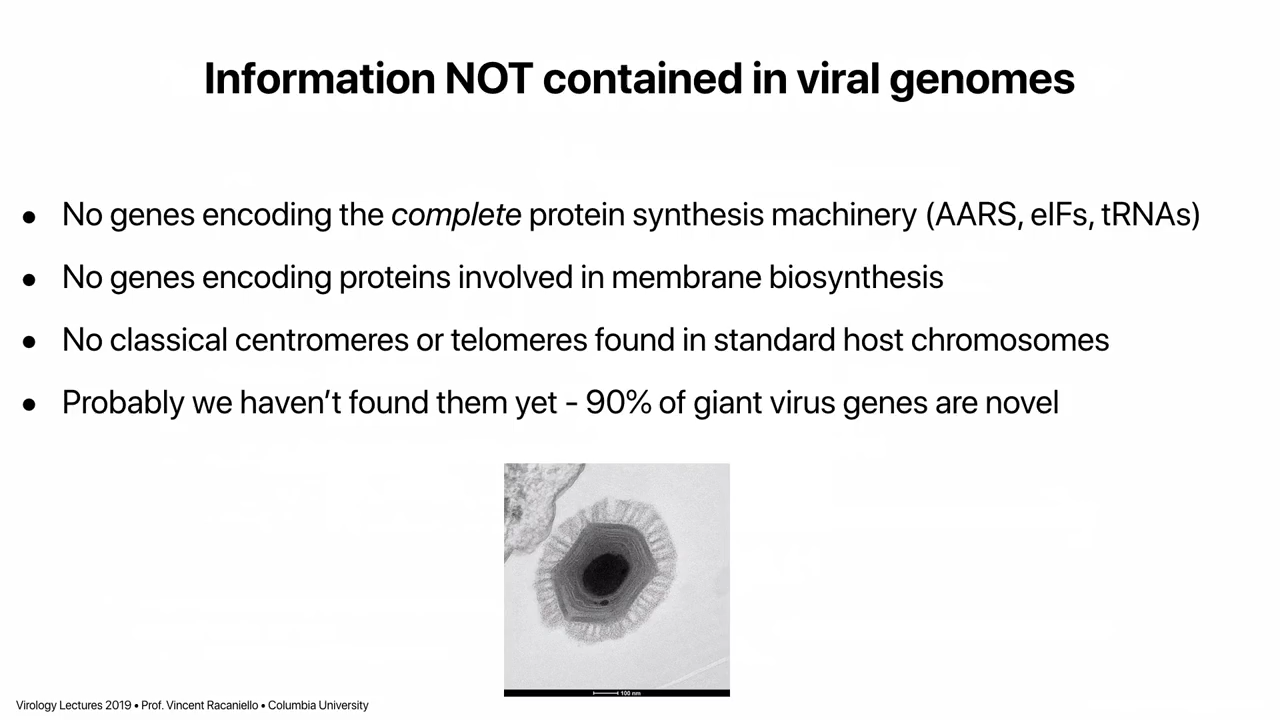 Information NOT contained in viral genomes
• No genes encoding the complete protein synthesis machinery (AARS, eIFs, tRNAs)
• No genes encoding proteins involved in membrane biosynthesis
• No classical centromeres or telomeres found in standard host chromosomes
• Probably we haven’t found them yet - 90% of giant virus genes are novel
100 nm
Virology Lectures 2019 • Prof. Vincent Racaniello • Columbia University